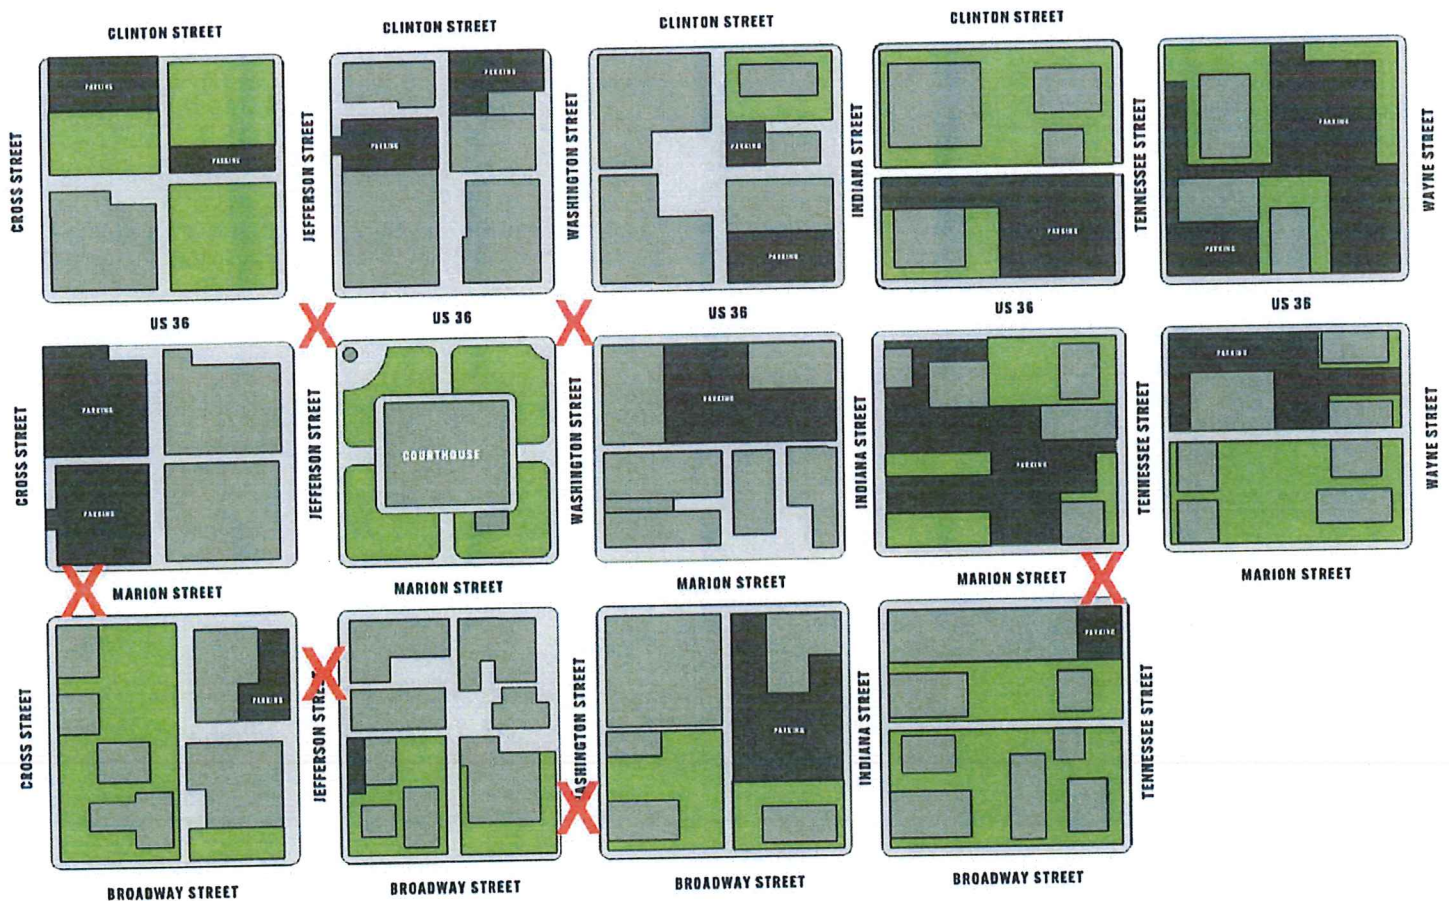 CLINTON STREET
CLINTON STREET
CLINTON STREET
CLINTON STREET
CROSS STREET
PARKING
PARKING
JEFFERSON STREET
PARKING
PARKING
WASHINGTON STREET
PARKING
PARKING
INDIANA STREET
PARKING
TENNESSEE STREET
PARKING
PARKING
WAYNE STREET
US 36
US 36
US 36
US 36
US 36
CROSS STREET
PARKING
PARKING
JEFFERSON STREET
COURTHOUSE
WASHINGTON STREET
PARKING
INDIANA STREET
PARKING
TENNESSEE STREET
PARKING
WAYNE STREET
MARION STREET
MARION STREET
MARION STREET
MARION STREET
MARION STREET
CROSS STREET
PARKING
JEFFERSON STREET
WASHINGTON STREET
PARKING
INDIANA STREET
PARKING
TENNESSEE STREET
BROADWAY STREET
BROADWAY STREET
BROADWAY STREET
BROADWAY STREET